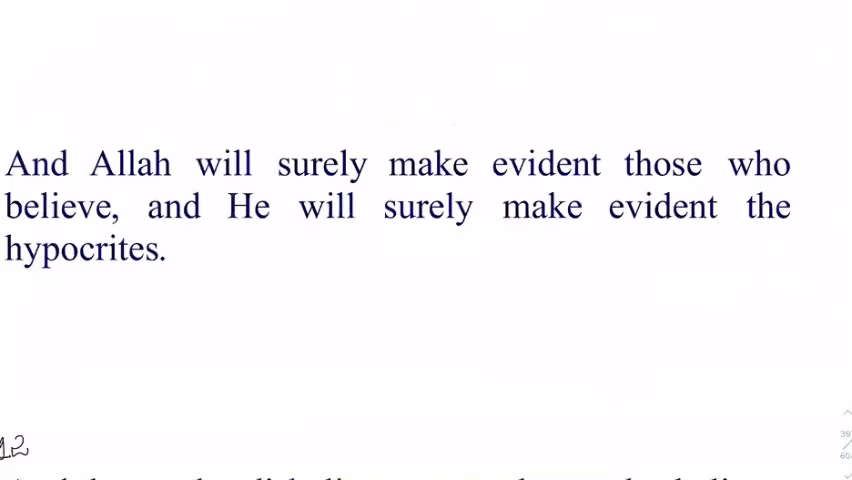 And Allah will surely make evident those who
believe, and He will surely make evident the
hypocrites.
12